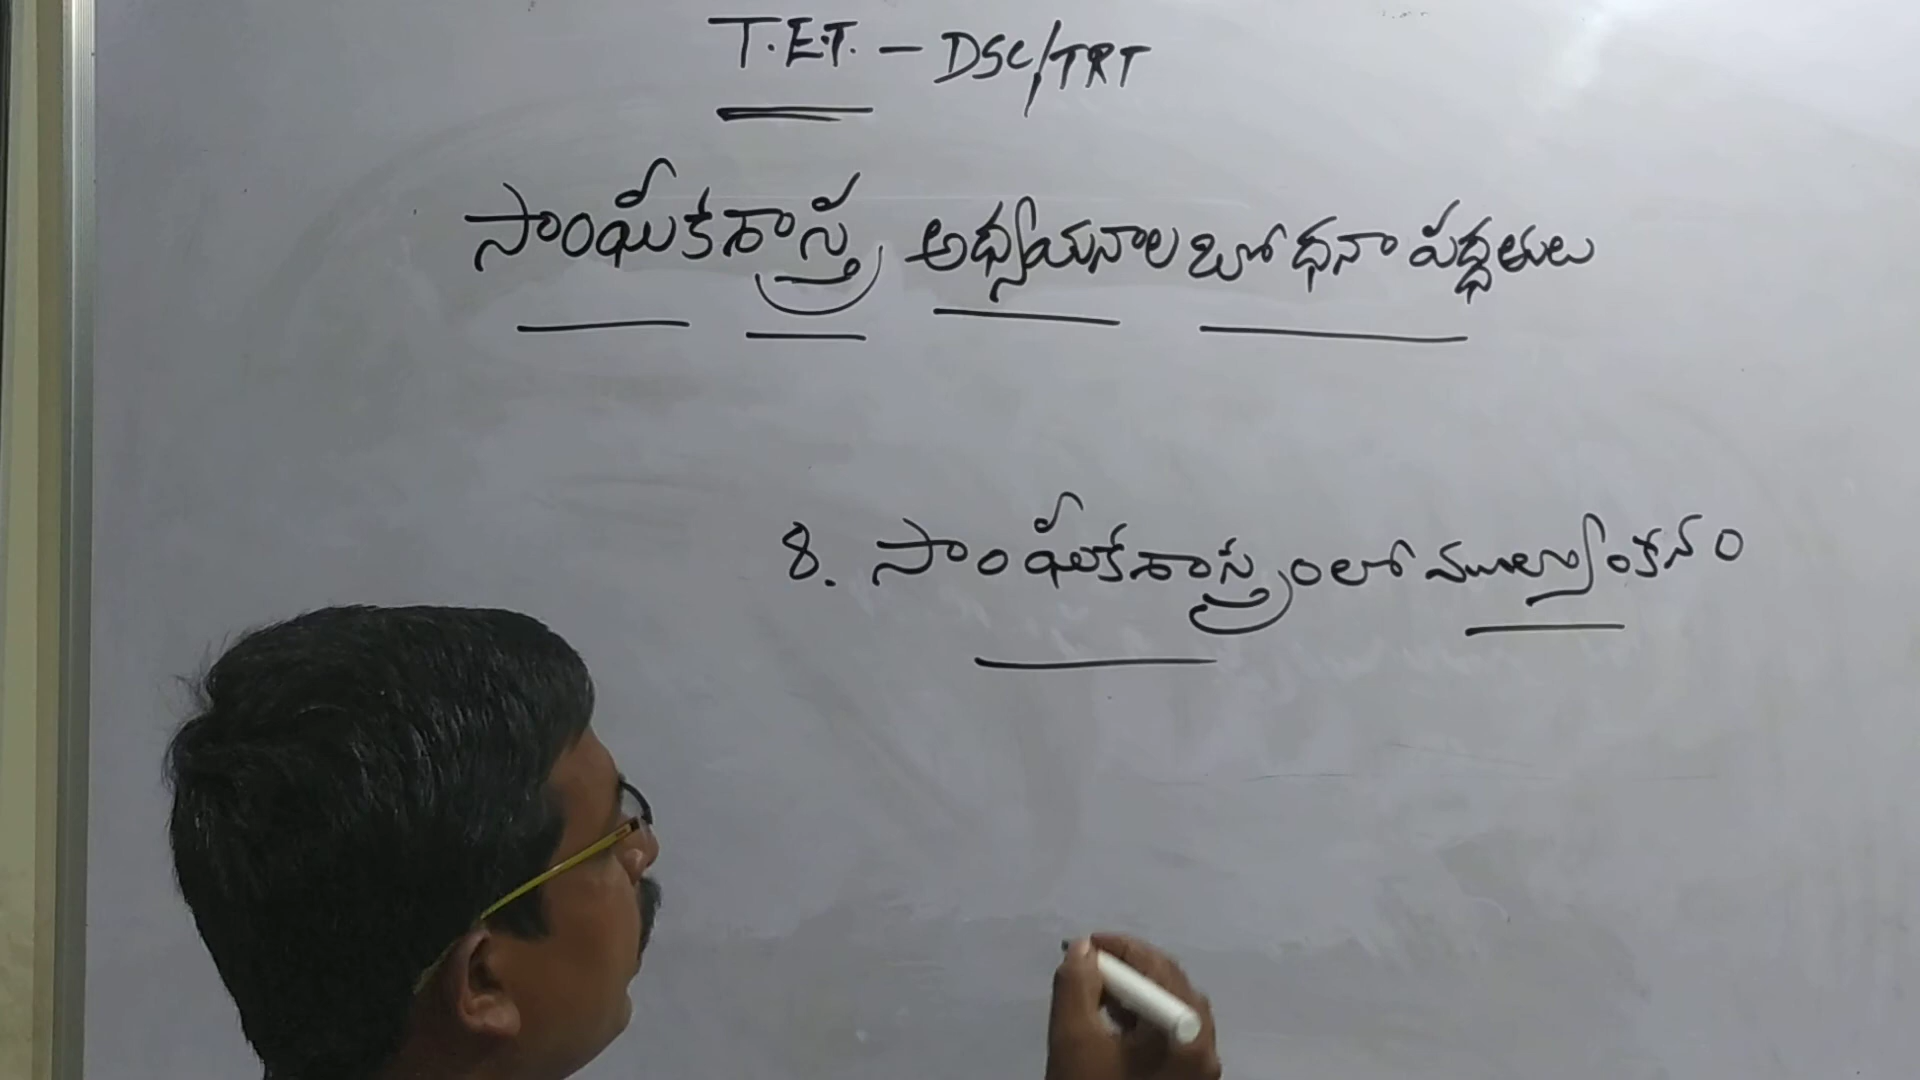 T.E.T. - DSC/TRT
సాంఘీకశాస్త్ర అధ్యయనాల బోధనా పద్ధతులు
8. సాంఘీకశాస్త్రంలో మూల్యాంకనం